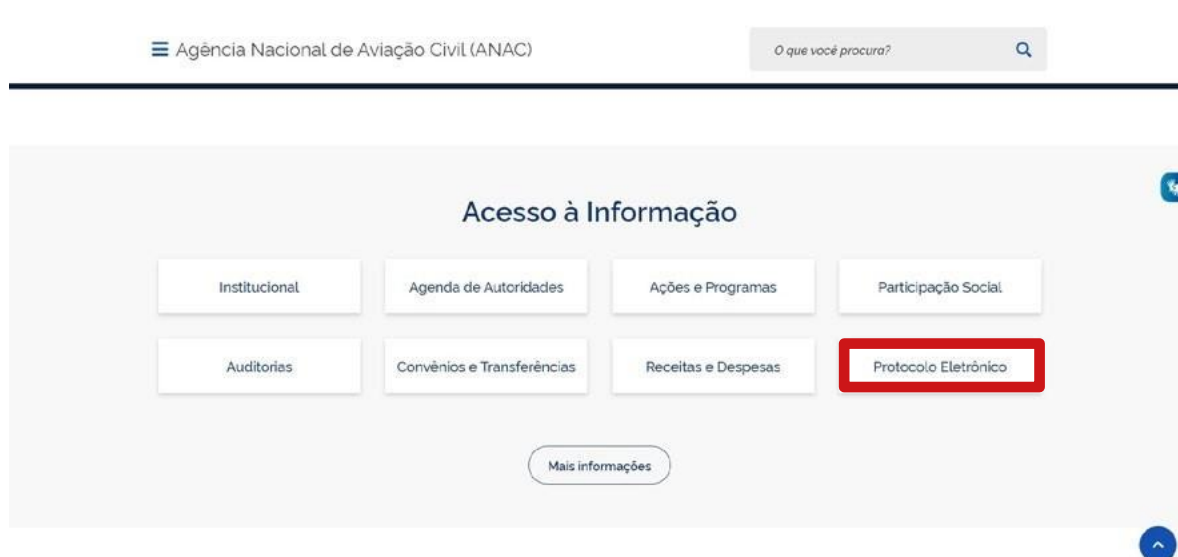 Agência Nacional de Aviação Civil (ANAC)
O que você procura?
Acesso à Informação
Institucional
Agenda de Autoridades
Ações e Programas
Participação Social
Auditorias
Convênios e Transferências
Receitas e Despesas
Protocolo Eletrônico
Mais informações